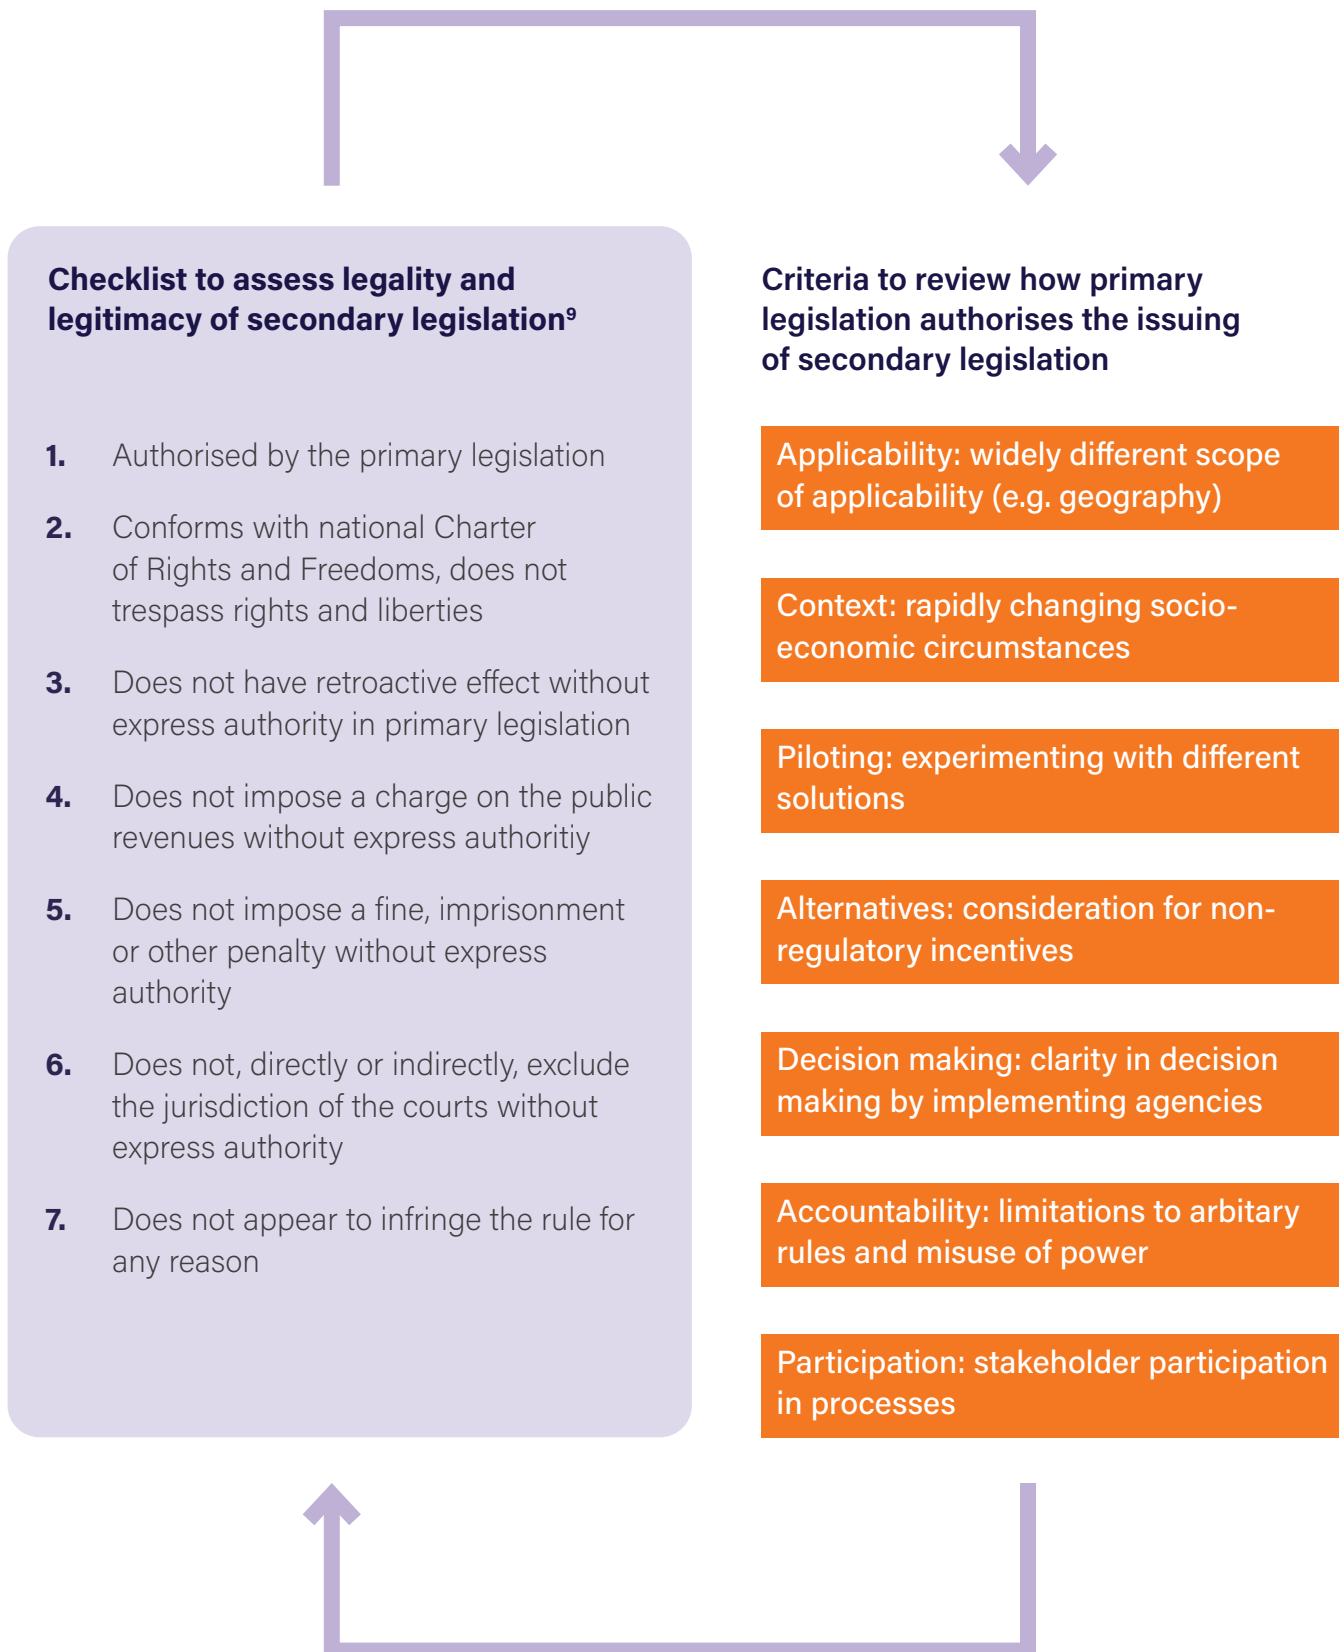 Checklist to assess legality and
legitimacy of secondary legislation⁹
1. Authorised by the primary legislation
2. Conforms with national Charter
of Rights and Freedoms, does not
trespass rights and liberties
3. Does not have retroactive effect without
express authority in primary legislation
4. Does not impose a charge on the public
revenues without express authoritiy
5. Does not impose a fine, imprisonment
or other penalty without express
authority
6. Does not, directly or indirectly, exclude
the jurisdiction of the courts without
express authority
7. Does not appear to infringe the rule for
any reason
Criteria to review how primary
legislation authorises the issuing
of secondary legislation
Applicability: widely different scope
of applicability (e.g. geography)
Context: rapidly changing socio-
economic circumstances
Piloting: experimenting with different
solutions
Alternatives: consideration for non-
regulatory incentives
Decision making: clarity in decision
making by implementing agencies
Accountability: limitations to arbitary
rules and misuse of power
Participation: stakeholder participation
in processes